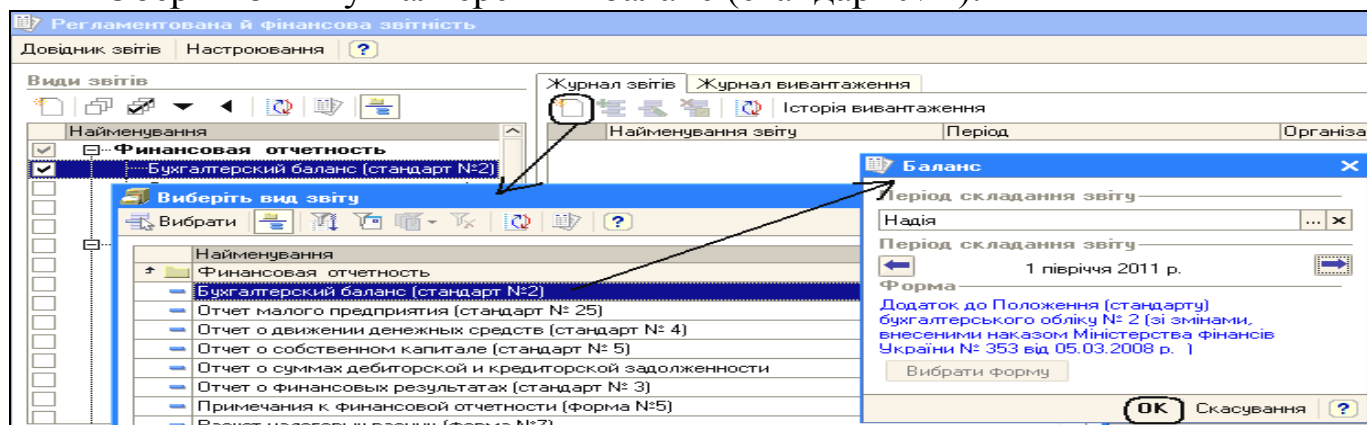 Регламентована й фінансова звітність
Довідник звітів Настроювання ?
Види звітів
Найменування
Финансовая отчетность
Бухгалтерский баланс (стандарт №2)
Журнал звітів Журнал вивантаження
Історія вивантаження
Найменування звіту Період Організа
Виберіть вид звіту
Вибрати ?
Найменування
Финансовая отчетность
Бухгалтерский баланс (стандарт №2)
Отчет малого предприятия (стандарт № 25)
Отчет о движении денежных средств (стандарт № 4)
Отчет о собственном капитале (стандарт № 5)
Отчет о суммах дебиторской и кредиторской задолженности
Отчет о финансовых результатах (стандарт № 3)
Примечания к финансовой отчетности (форма №5)
Баланс
Період складання звіту
Надія ... ×
Період складання звіту
1 півріччя 2011 р.
Форма
Додаток до Положення (стандарту)
бухгалтерського обліку № 2 (зі змінами,
внесеними наказом Міністерства фінансів
України № 353 від 05.03.2008 р. )
Вибрати форму
OK Скасування ?